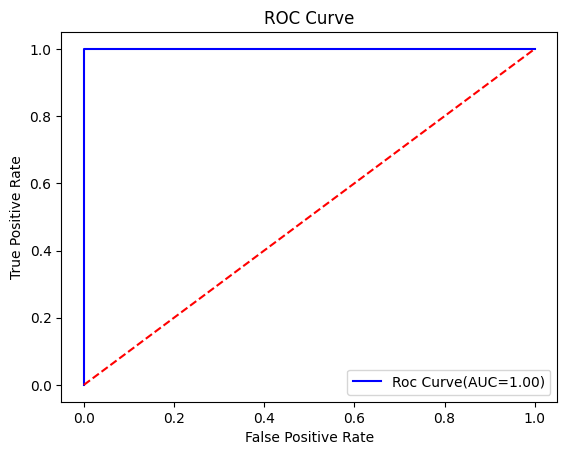 ROC Curve
True Positive Rate
1.0
0.8
0.6
0.4
0.2
0.0
Roc Curve(AUC=1.00)
0.0 0.2 0.4 0.6 0.8 1.0
False Positive Rate